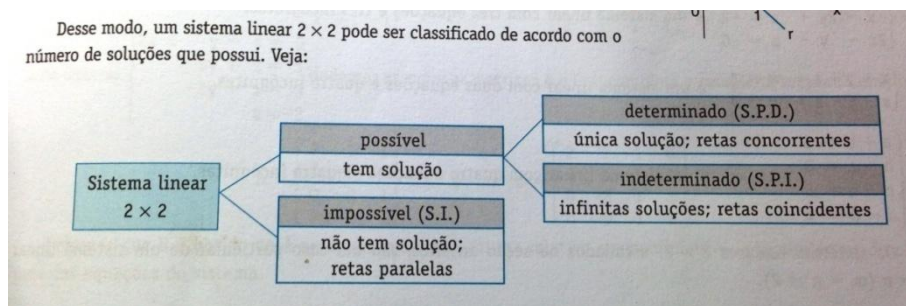 Desse modo, um sistema linear 2 × 2 pode ser classificado de acordo com o
número de soluções que possui. Veja:
1
r
x
Sistema linear
2 × 2
possível
tem solução
impossível (S.I.)
não tem solução;
retas paralelas
determinado (S.P.D.)
única solução; retas concorrentes
indeterminado (S.P.I.)
infinitas soluções; retas coincidentes